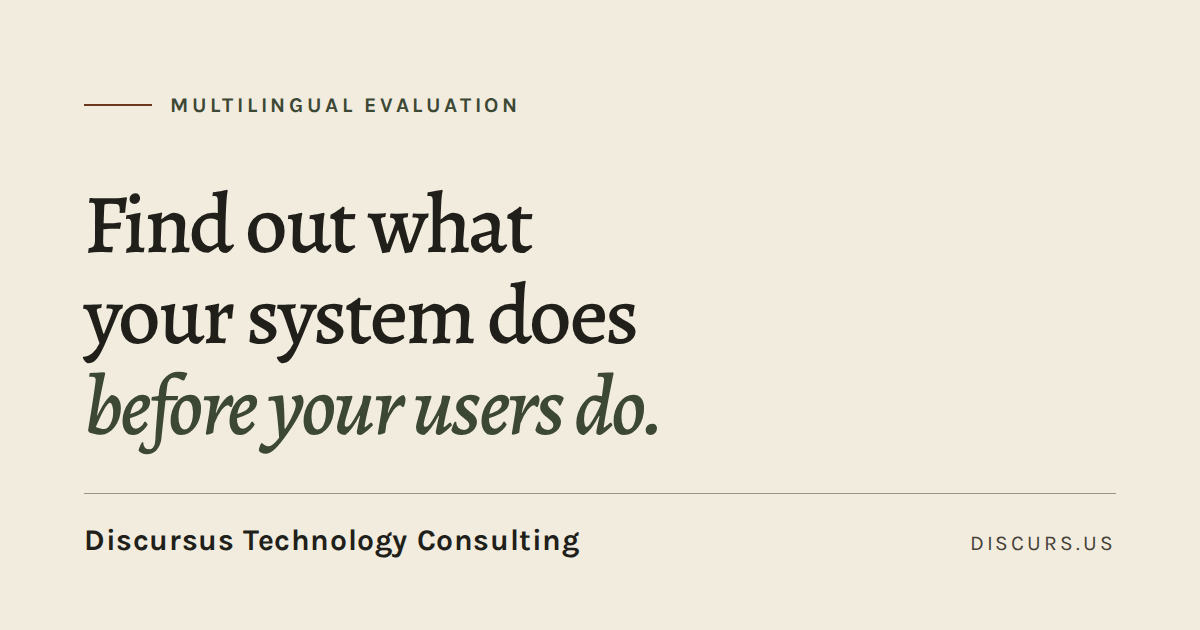 MULTILINGUAL EVALUATION
Find out what
your system does
before your users do.
Discursus Technology Consulting
DISCURS.US